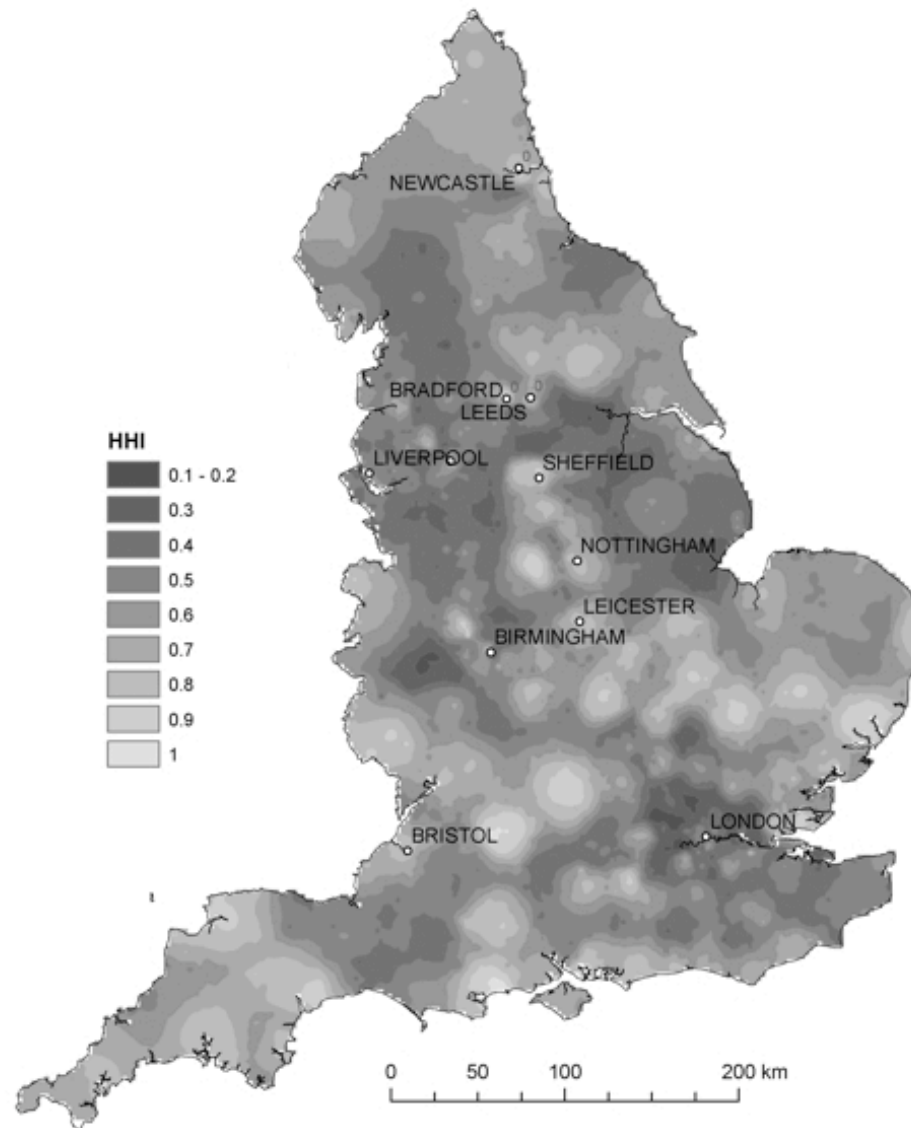 NEWCASTLE
BRADFORD
LEEDS
HHI
LIVERPOOL
SHEFFIELD
0.1 - 0.2
0.3
0.4
0.5
0.6
0.7
0.8
0.9
1
NOTTINGHAM
LEICESTER
BIRMINGHAM
LONDON
BRISTOL
0 50 100 200 km